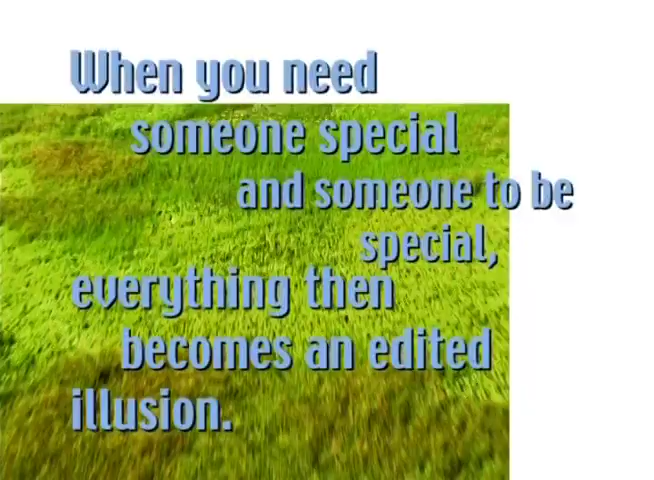 When you need
someone special
and someone to be
special,
everything then
becomes an edited
illusion.